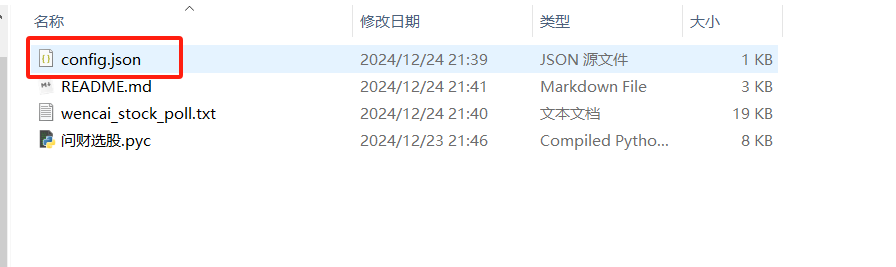 名称 修改日期 类型 大小
config.json 2024/12/24 21:39 JSON 源文件 1 KB
README.md 2024/12/24 21:41 Markdown File 3 KB
wencai_stock_poll.txt 2024/12/24 21:40 文本文档 19 KB
问财选股.pyc 2024/12/23 21:46 Compiled Pytho... 8 KB